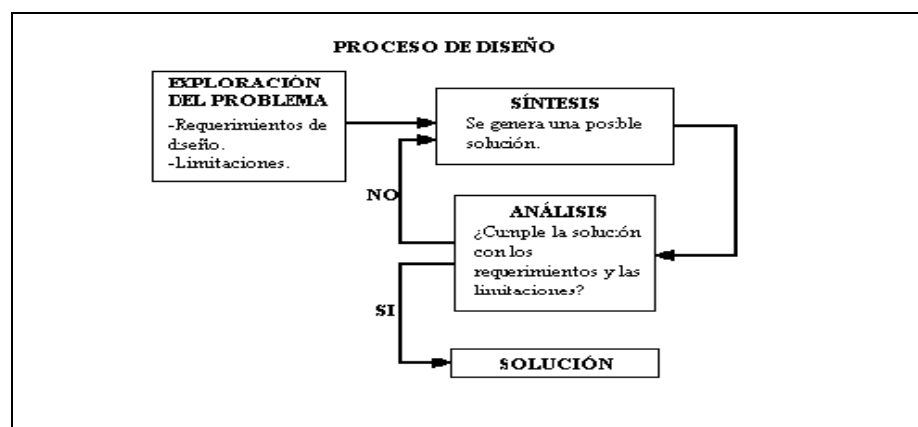 PROCESO DE DISEÑO
EXPLORACIÓN
DEL PROBLEMA
-Requerimientos de
diseño.
-Limitaciones.
SÍNTESIS
Se genera una posible
solución.
NO
ANÁLISIS
¿Cumple la solución
con los
requerimientos y las
limitaciones?
SI
SOLUCIÓN